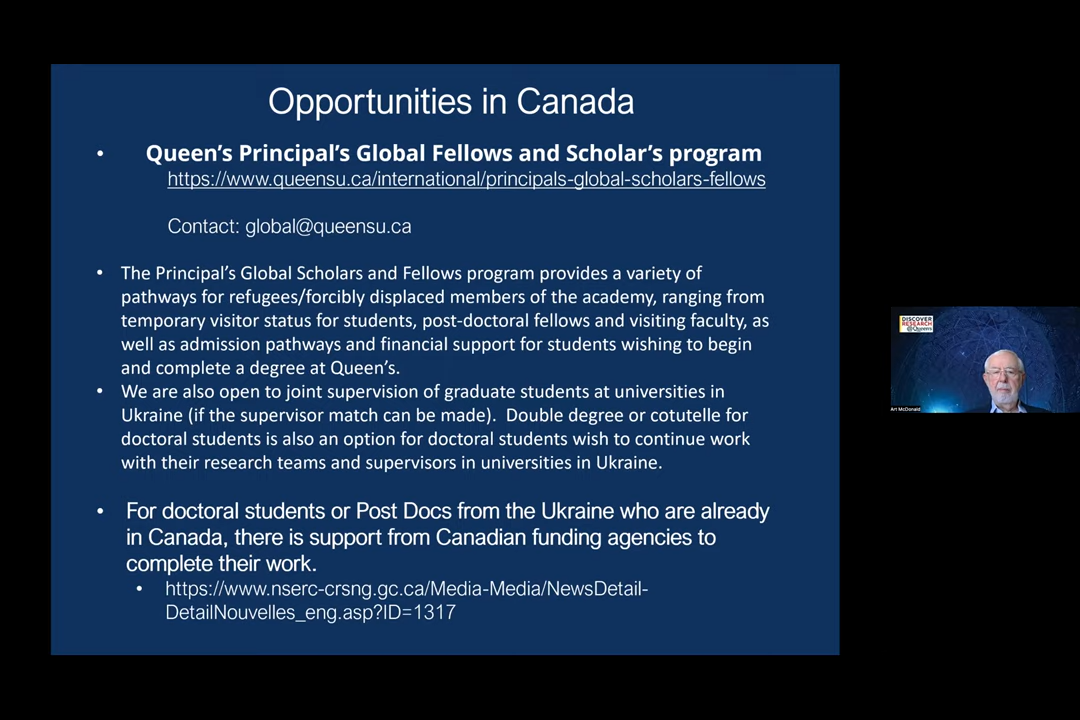 Opportunities in Canada
• Queen's Principal's Global Fellows and Scholar's program
https://www.queensu.ca/international/principals-global-scholars-fellows
Contact: global@queensu.ca
• The Principal's Global Scholars and Fellows program provides a variety of
pathways for refugees/forcibly displaced members of the academy, ranging from
temporary visitor status for students, post-doctoral fellows and visiting faculty, as
well as admission pathways and financial support for students wishing to begin
and complete a degree at Queen's.
• We are also open to joint supervision of graduate students at universities in
Ukraine (if the supervisor match can be made).  Double degree or cotutelle for
doctoral students is also an option for doctoral students wish to continue work
with their research teams and supervisors in universities in Ukraine.
• For doctoral students or Post Docs from the Ukraine who are already
in Canada, there is support from Canadian funding agencies to
complete their work.
• https://www.nserc-crsng.gc.ca/Media-Media/NewsDetail-
DetailNouvelles_eng.asp?ID=1317
DISCOVER
RESEARCH
@Queens
Art McDonald